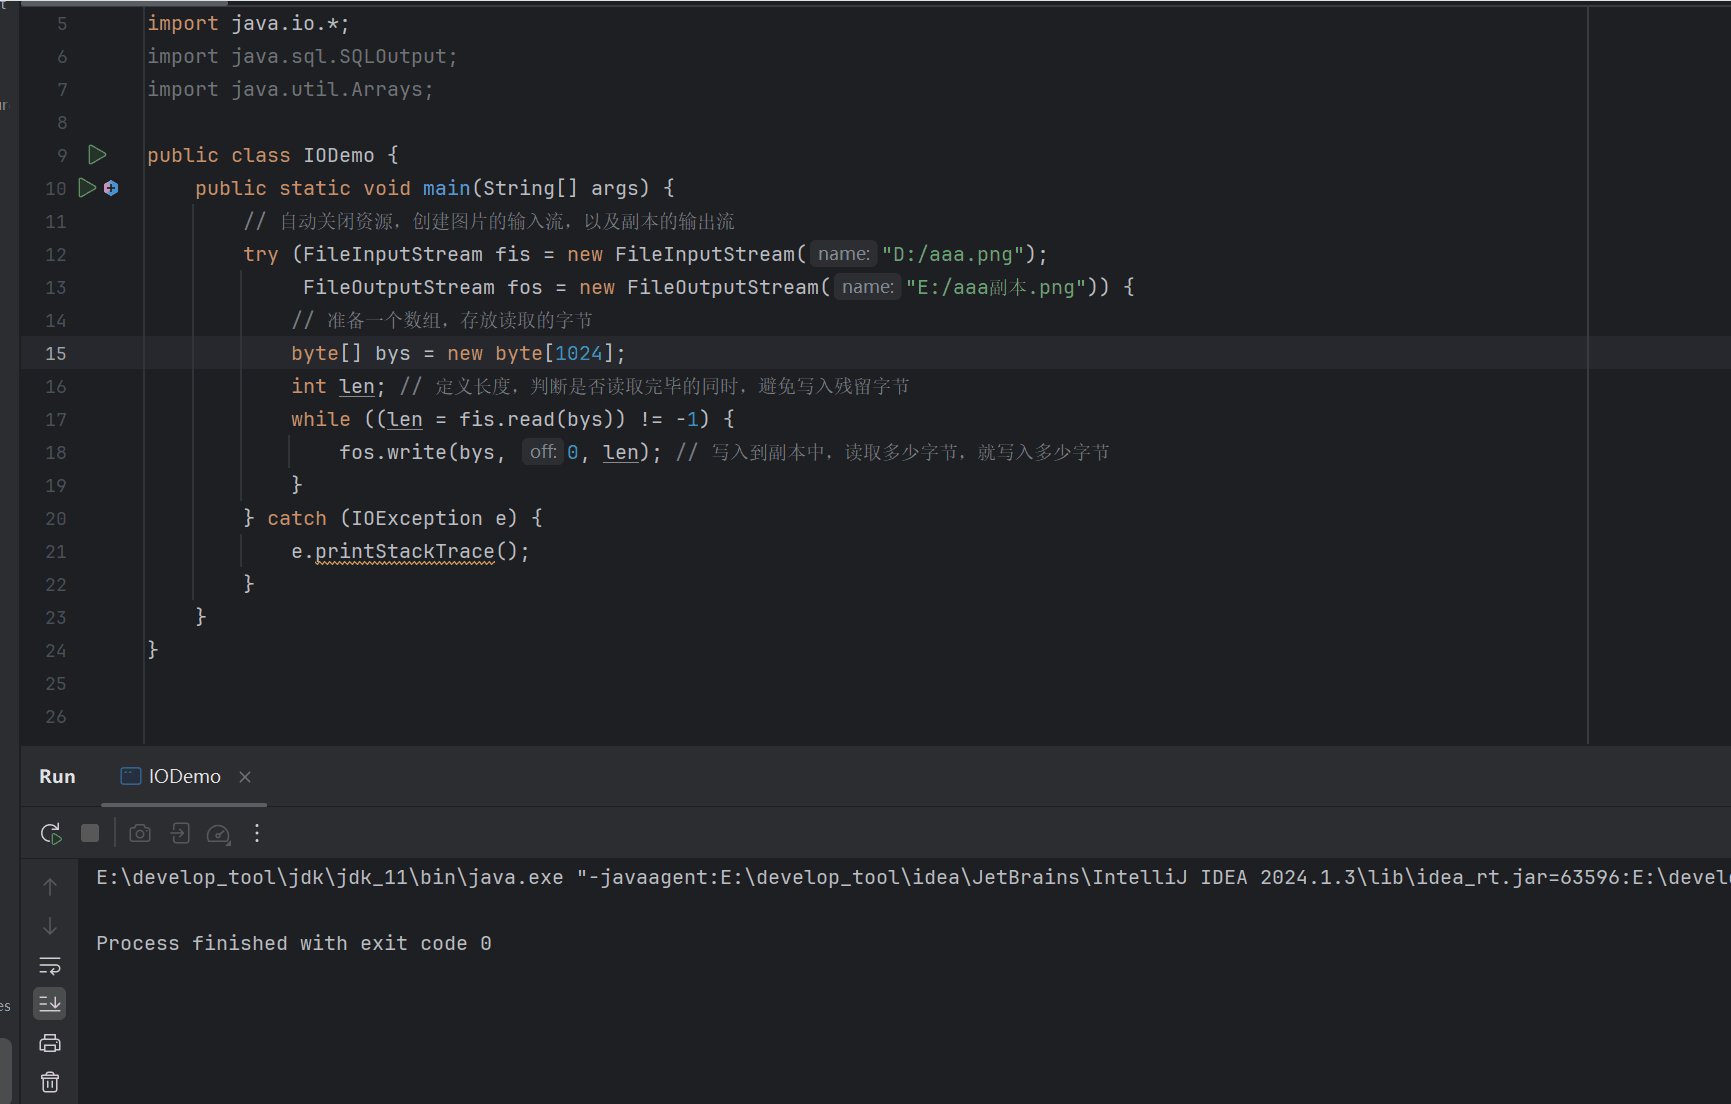 5 import java.io.*;
6 import java.sql.SQLOutput;
7 import java.util.Arrays;
8
9 public class IODemo {
10 public static void main(String[] args) {
11 // 自动关闭资源，创建图片的输入流，以及副本的输出流
12 try (FileInputStream fis = new FileInputStream( name: "D:/aaa.png");
13 FileOutputStream fos = new FileOutputStream( name: "E:/aaa副本.png")) {
14 // 准备一个数组，存放读取的字节
15 byte[] bys = new byte[1024];
16 int len; // 定义长度，判断是否读取完毕的同时，避免写入残留字节
17 while ((len = fis.read(bys)) != -1) {
18 fos.write(bys, off: 0, len); // 写入到副本中，读取多少字节，就写入多少字节
19 }
20 } catch (IOException e) {
21 e.printStackTrace();
22 }
23 }
24 }
25
26
Run IODemo
E:\develop_tool\jdk\jdk_11\bin\java.exe "-javaagent:E:\develop_tool\idea\JetBrains\IntelliJ IDEA 2024.1.3\lib\idea_rt.jar=63596:E:\develo
Process finished with exit code 0